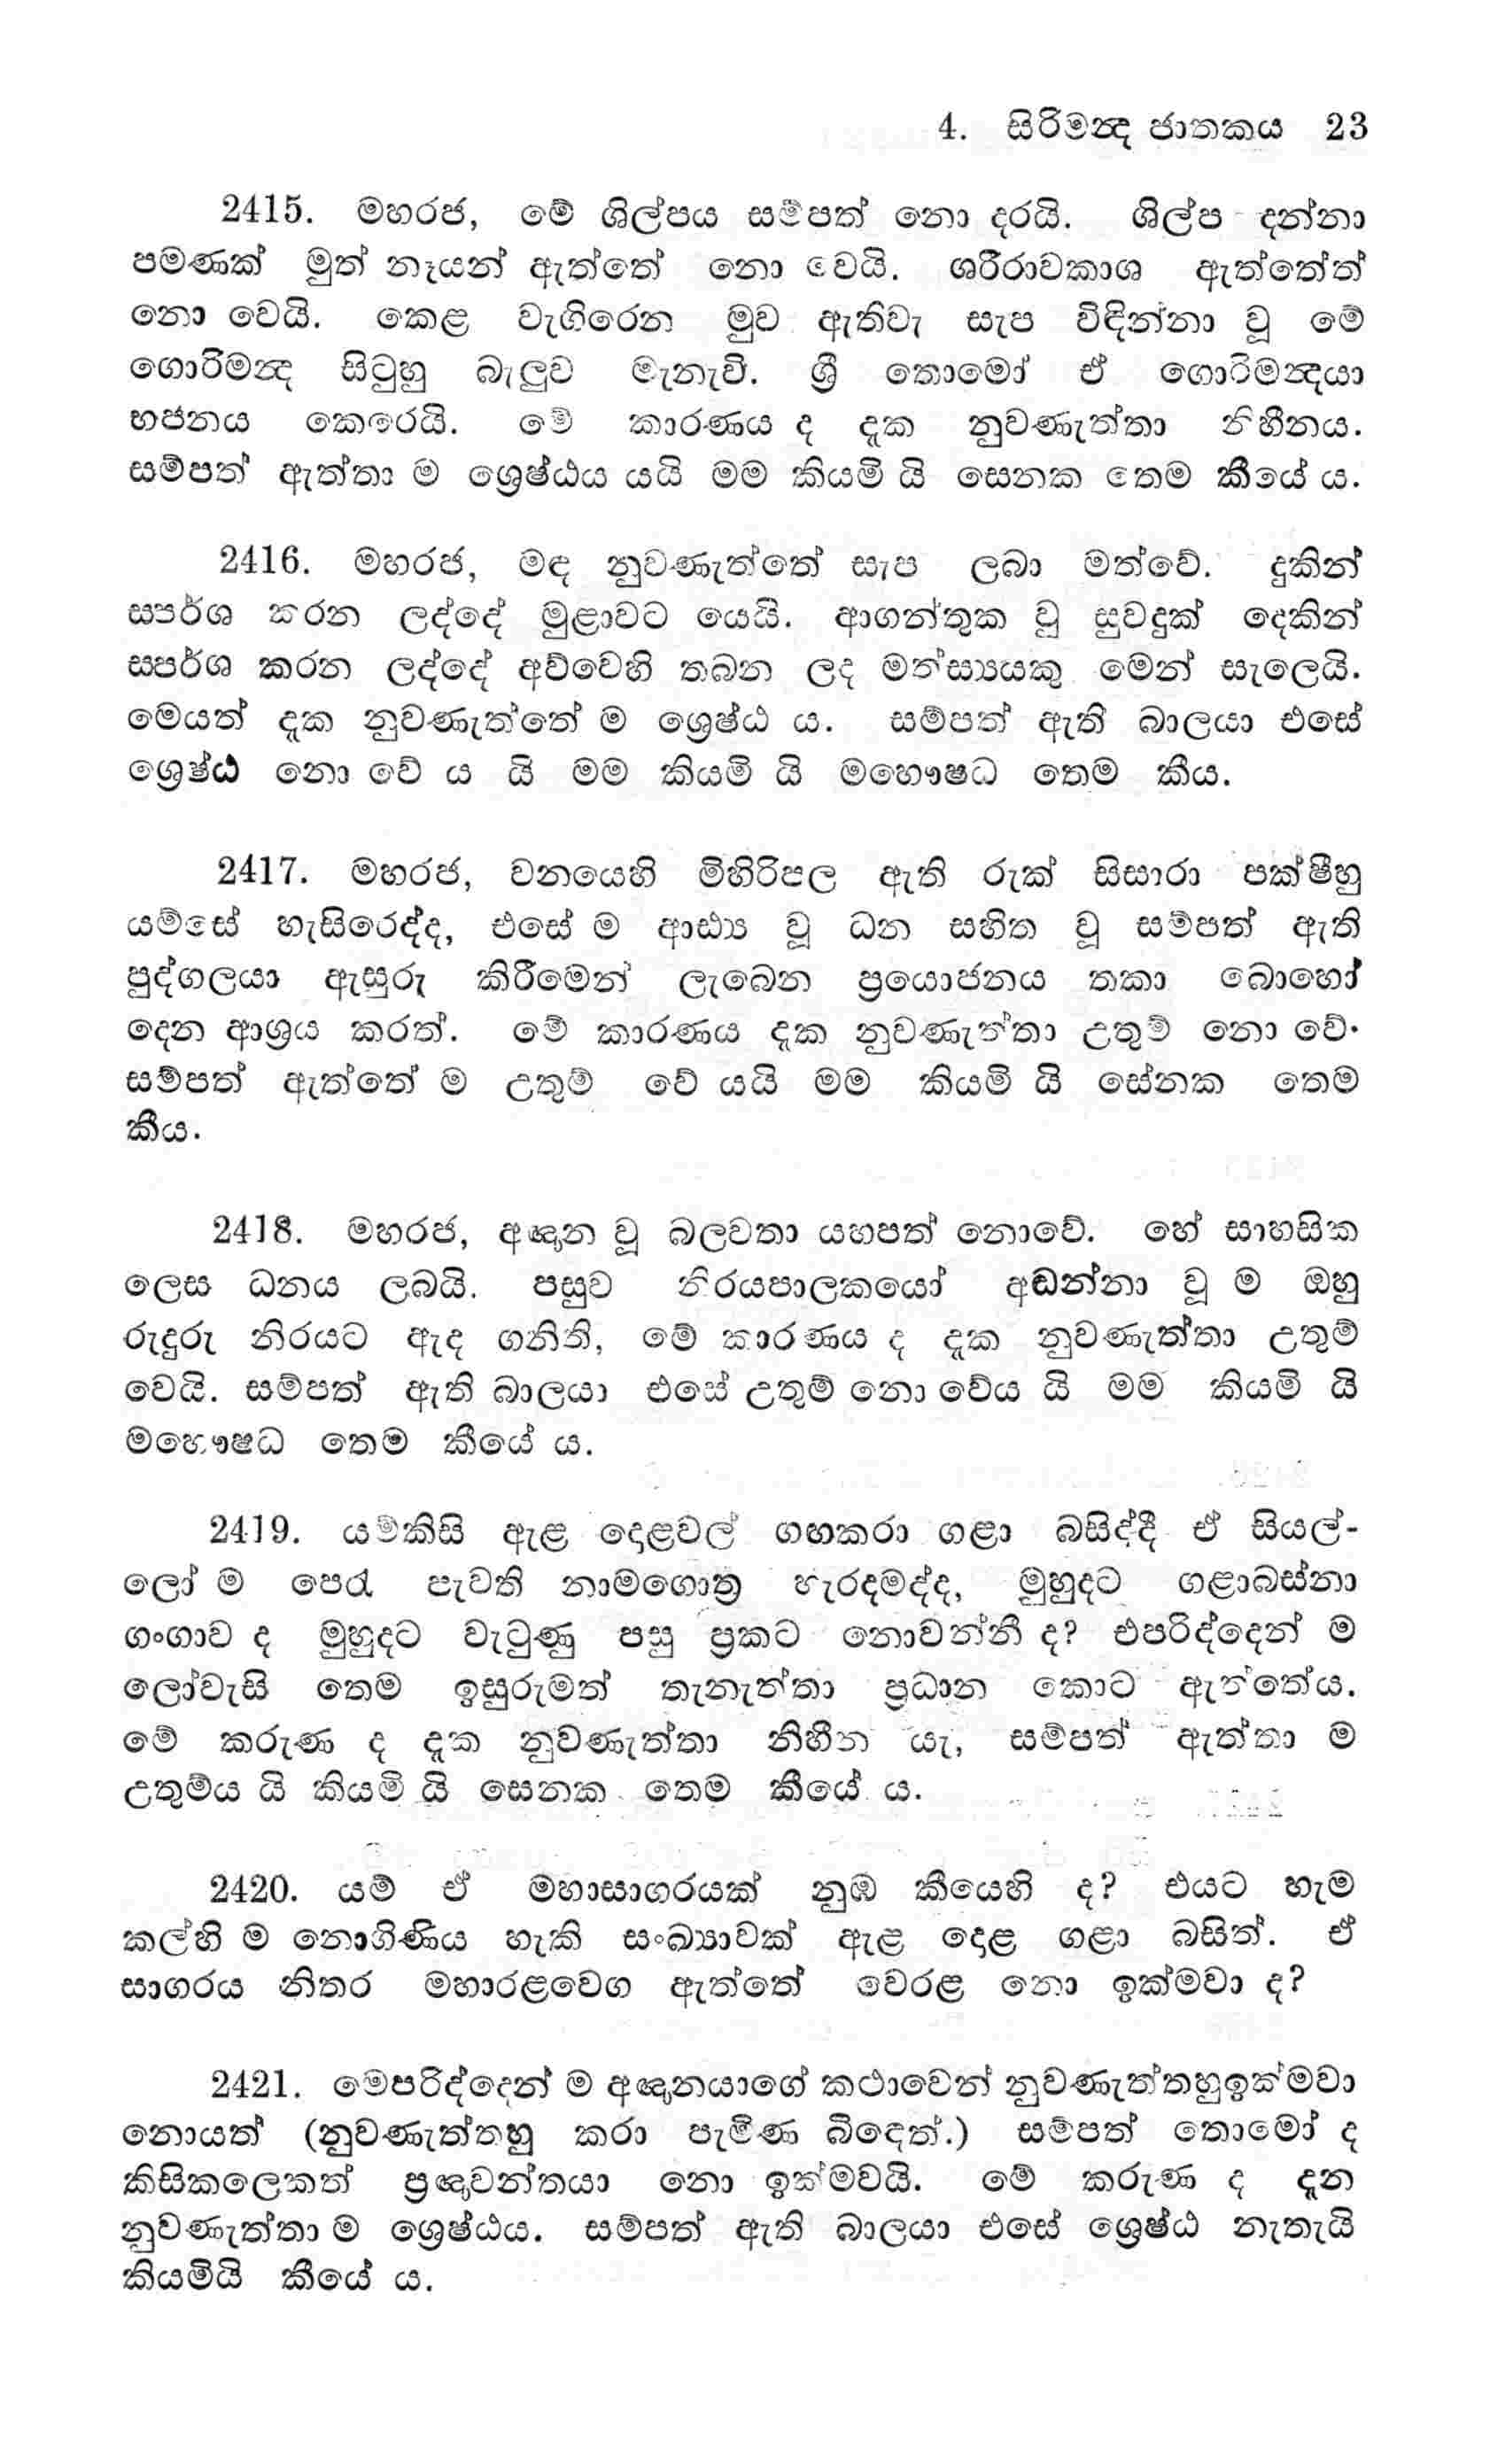 4. සිරිමන්‍ද ජාතකය 23
2415. මහරජ, මේ ශිල්පය සම්පත් නො දරයි. ශිල්ප දන්නා
පමණක් මුත් නෑයන් ඇත්තේ නො වෙයි. ශරීරාවකාශ ඇත්තේත්
නො වෙයි. කෙළ වැගිරෙන මුව ඇතිවැ සැප විඳින්නා වූ මේ
ගොරිමන්‍ද සිටුහු බැලුව මැනැවි. ශ්‍රී තොමෝ ඒ ගොරිමන්‍දයා
භජනය කෙරෙයි. මේ කාරණය ද දැක නුවණැත්තා නිහීනය.
සම්පත් ඇත්තා ම ශ්‍රෙෂ්ඨය යයි මම කියමි යි සෙනක තෙම කීයේ ය.
2416. මහරජ, මඳ නුවණැත්තේ සැප ලබා මත්වේ. දුකින්
ස්පර්ශ කරන ලද්දේ මුළාවට යෙයි. ආගන්තුක වූ සුවදුක් දෙකින්
ස්පර්ශ කරන ලද්දේ අව්වෙහි තබන ලද මත්ස්‍යයකු මෙන් සැලෙයි.
මෙයත් දැක නුවණැත්තේ ම ශ්‍රෙෂ්ඨ ය. සම්පත් ඇති බාලයා එසේ
ශ්‍රෙෂ්ඨ නො වේ ය යි මම කියමි යි මහෞෂධ තෙම කීය.
2417. මහරජ, වනයෙහි මිහිරිපල ඇති රුක් සිසාරා පක්ෂීහු
යම්සේ හැසිරෙද්ද, එසේ ම ආඪ්‍ය වූ ධන සහිත වූ සම්පත් ඇති
පුද්ගලයා ඇසුරු කිරීමෙන් ලැබෙන ප්‍රයොජනය තකා බොහෝ
දෙන ආශ්‍රය කරත්. මේ කාරණය දැක නුවණැත්තා උතුම් නො වේ.
සම්පත් ඇත්තේ ම උතුම් වේ යයි මම කියමි යි සේනක තෙම
කීය.
2418. මහරජ, අඥාන වූ බලවතා යහපත් නොවේ. හේ සාහසික
ලෙස ධනය ලබයි. පසුව නිරයපාලකයෝ අඬන්නා වූ ම ඔහු
රුදුරු නිරයට ඇද ගනිති, මේ කාරණය ද දැක නුවණැත්තා උතුම්
වෙයි. සම්පත් ඇති බාලයා එසේ උතුම් නො වේය යි මම කියමි යි
මහෞෂධ තෙම කීයේ ය.
2419. යම්කිසි ඇළ දොළවල් ගඟකරා ගළා බසිද්දී ඒ සියල්-
ලෝ ම පෙර පැවති නාමගොත්‍ර හැරදමද්ද, මුහුදට ගළාබස්නා
ගංගාව ද මුහුදට වැටුණු පසු ප්‍රකට නොවන්නී ද? එපරිද්දෙන් ම
ලෝවැසි තෙම ඉසුරුමත් තැනැත්තා ප්‍රධාන කොට ඇත්තේය.
මේ කරුණ ද දැක නුවණැත්තා නිහීන යැ, සම්පත් ඇත්තා ම
උතුම්ය යි කියමි යි සෙනක තෙම කීයේ ය.
2420. යම් ඒ මහාසාගරයක් නුඹ කීයෙහි ද? එයට හැම
කල්හි ම නොගිණිය හැකි සංඛ්‍යාවක් ඇළ දොළ ගළා බසිත්. ඒ
සාගරය නිතර මහාරළවෙග ඇත්තේ වෙරළ නො ඉක්මවා ද?
2421. මෙපරිද්දෙන් ම අඥානයාගේ කථාවෙන් නුවණැත්තහුඉක්මවා
නොයත් (නුවණැත්තහු කරා පැමිණ බිඳෙත්.) සම්පත් තොමෝ ද
කිසිකලෙකත් ප්‍රඥාවන්තයා නො ඉක්මවයි. මේ කරුණ ද දැන
නුවණැත්තා ම ශ්‍රෙෂ්ඨය. සම්පත් ඇති බාලයා එසේ ශ්‍රෙෂ්ඨ නැතැයි
කියමියි කීයේ ය.